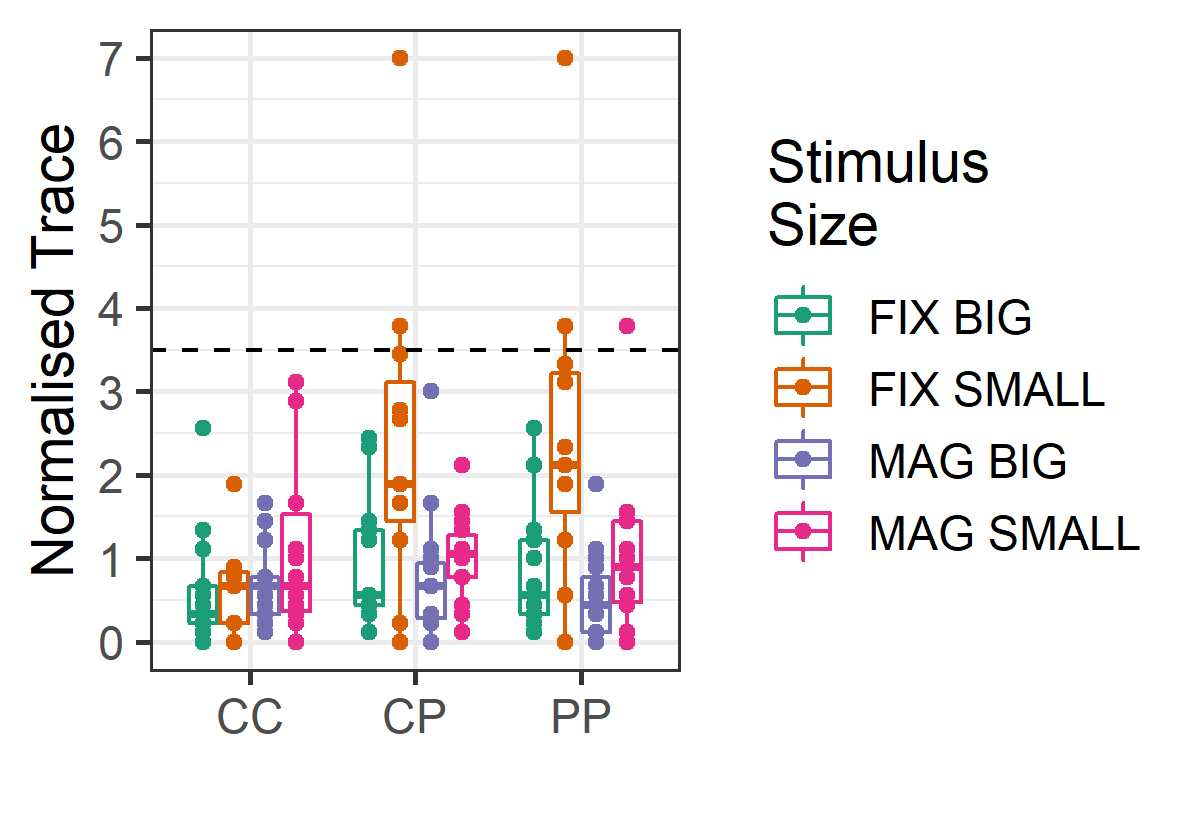 Normalised Trace
7
6
5
4
3
2
1
0
CC CP PP
Stimulus
Size
FIX BIG
FIX SMALL
MAG BIG
MAG SMALL